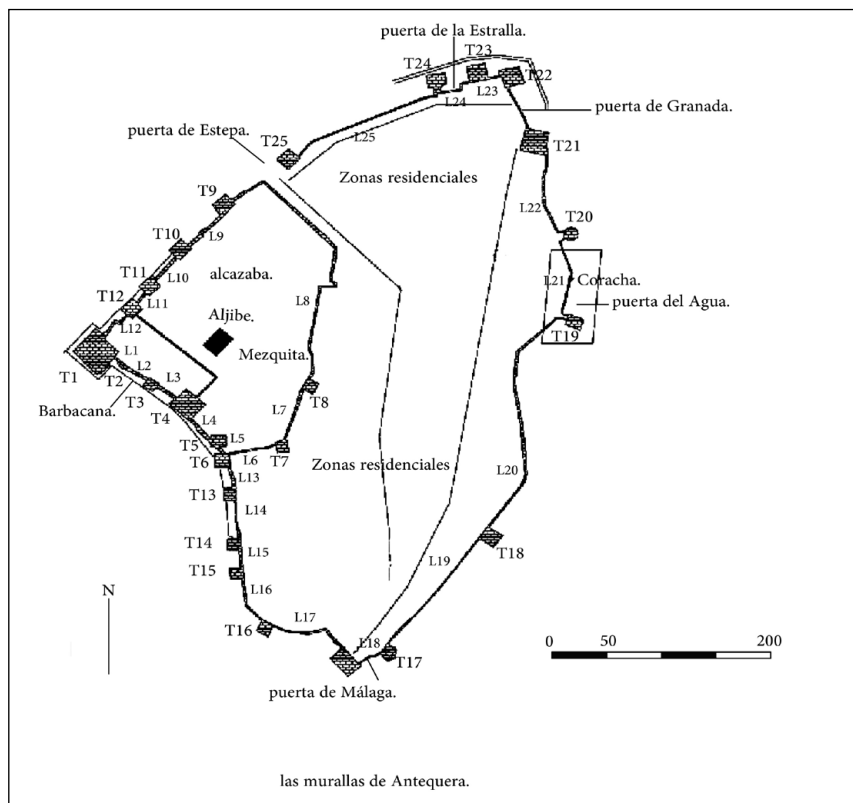 puerta de la Estralla.
T23
T24
T22
L23
L24
puerta de Granada.
puerta de Estepa.
T25
L25
T21
Zonas residenciales
T9
L22
T20
T10
L9
alcazaba.
T11
L10
L21
Coracha.
T12
L11
L8
puerta del Agua.
Aljibe.
L12
T19
L1
Mezquita.
T1
T2
L2
L3
T8
T3
Barbacana.
T4
L4
L7
T5
L5
T6
L6
T7
Zonas residenciales
L13
L20
T13
L14
T18
T14
L15
L19
T15
N
L16
L17
T16
L18
0 50 200
T17
puerta de Málaga.
las murallas de Antequera.